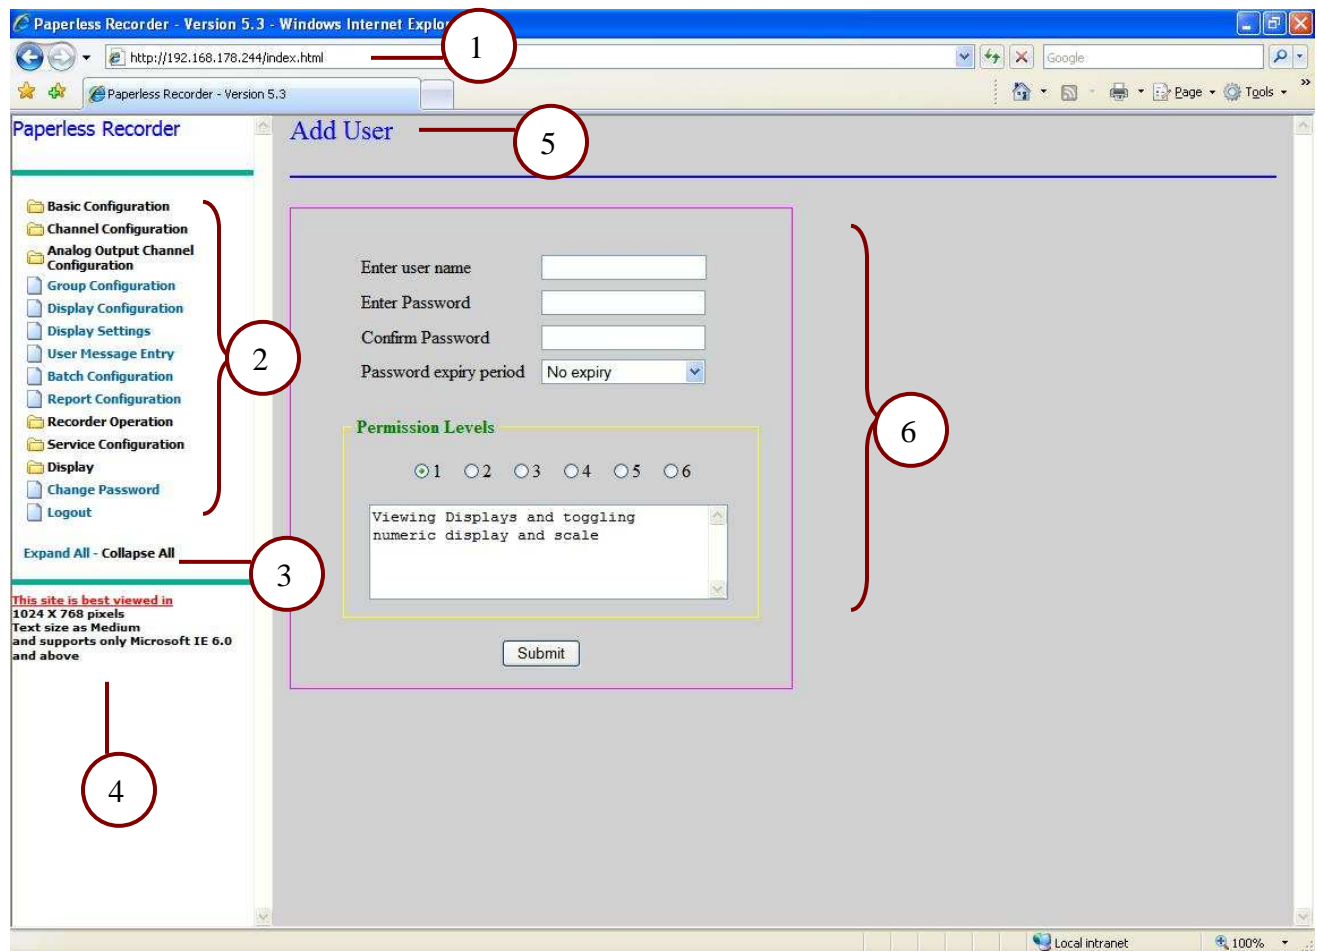 Paperless Recorder - Version 5.3 - Windows Internet Explo
1
http://192.168.178.244/index.html
Google
Paperless Recorder - Version 5.3
Page
Tools
»
Paperless Recorder
Add User
5
Basic Configuration
Channel Configuration
Analog Output Channel
Configuration
Group Configuration
Display Configuration
Display Settings
User Message Entry
Batch Configuration
Report Configuration
Recorder Operation
Service Configuration
Display
Change Password
Logout
2
Expand All - Collapse All
3
This site is best viewed in
1024 X 768 pixels
Text size as Medium
and supports only Microsoft IE 6.0
and above
4
Enter user name
Enter Password
Confirm Password
Password expiry period No expiry
Permission Levels
1 2 3 4 5 6
Viewing Displays and toggling
numeric display and scale
Submit
6
Local intranet
100%